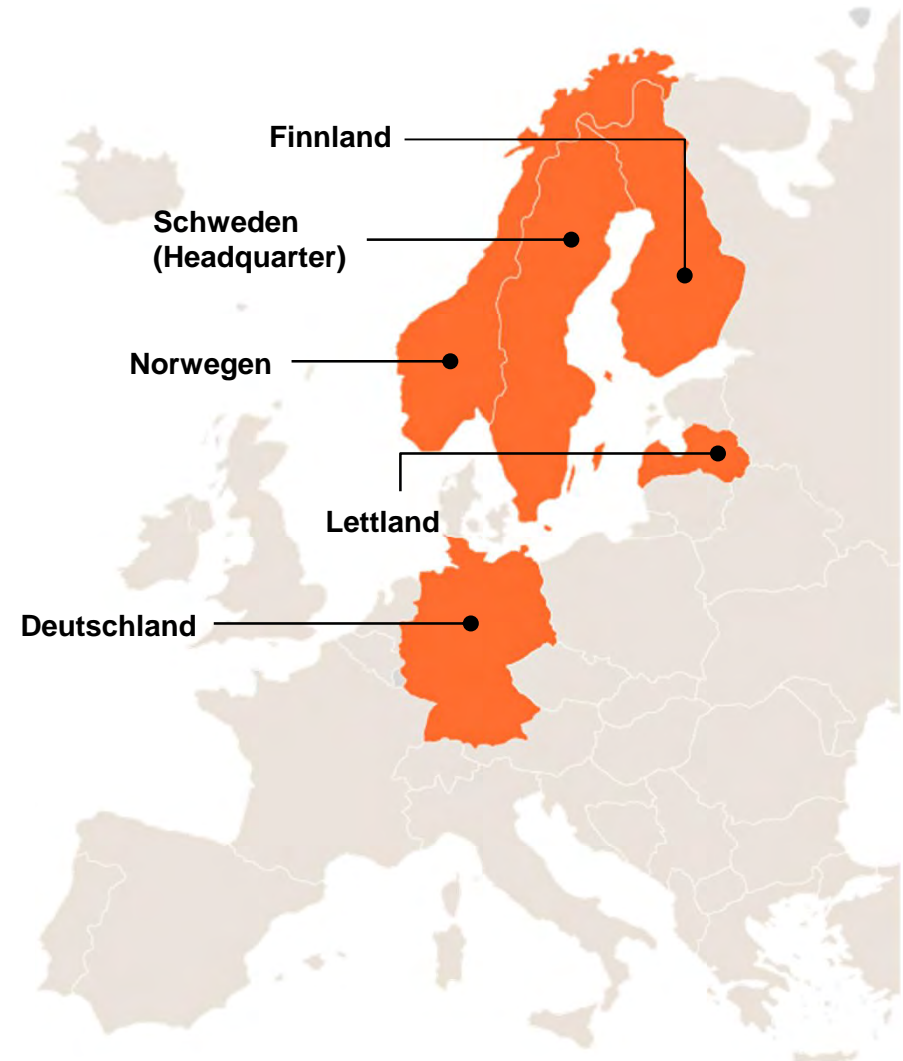 Finnland
Schweden
(Headquarter)
Norwegen
Lettland
Deutschland